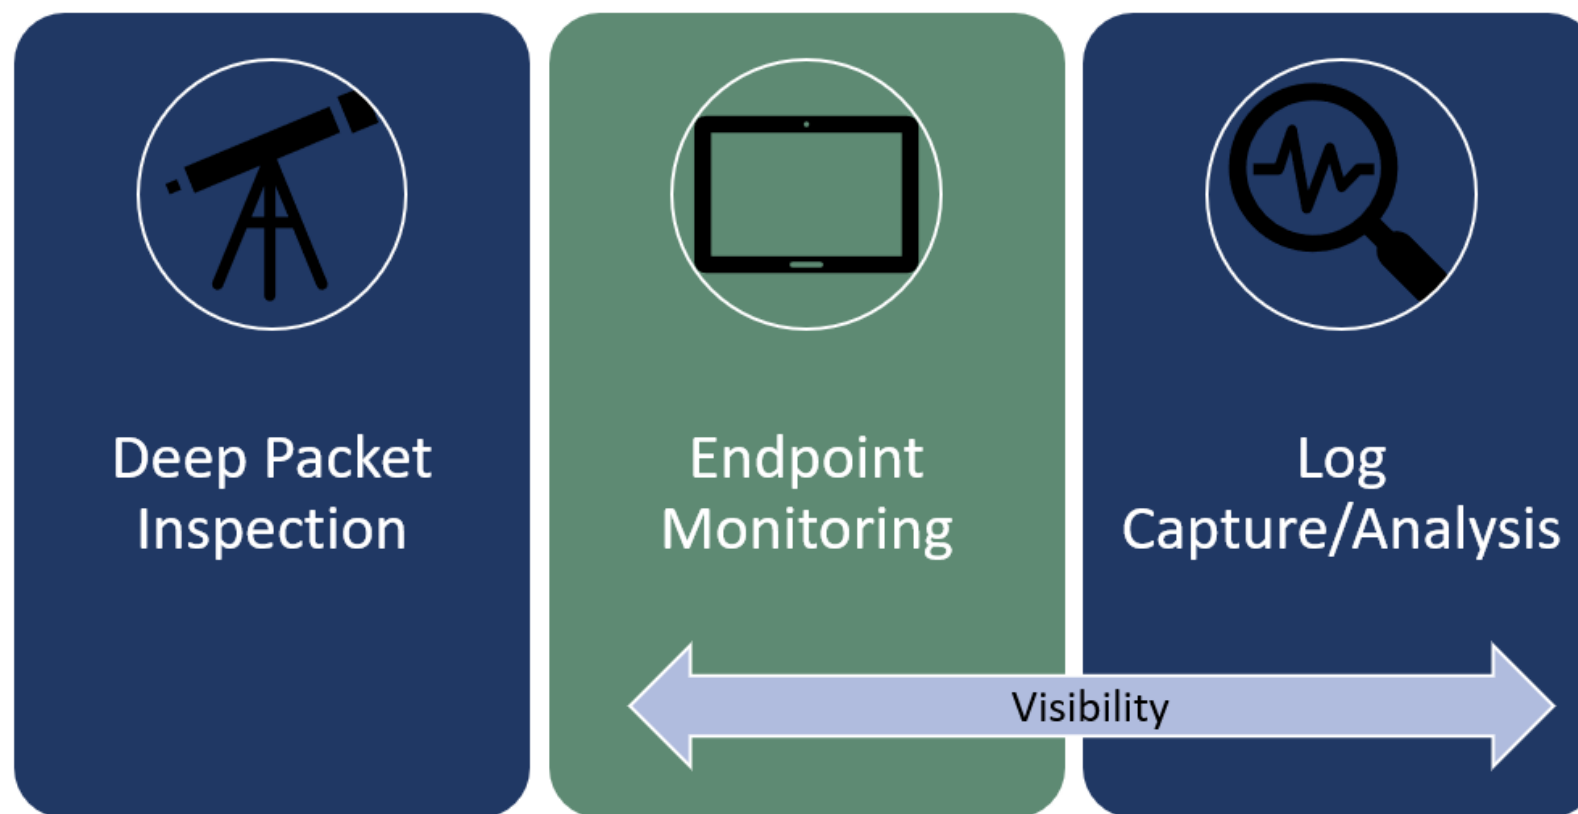 Deep Packet
Inspection
Endpoint
Monitoring
Log
Capture/Analysis
Visibility